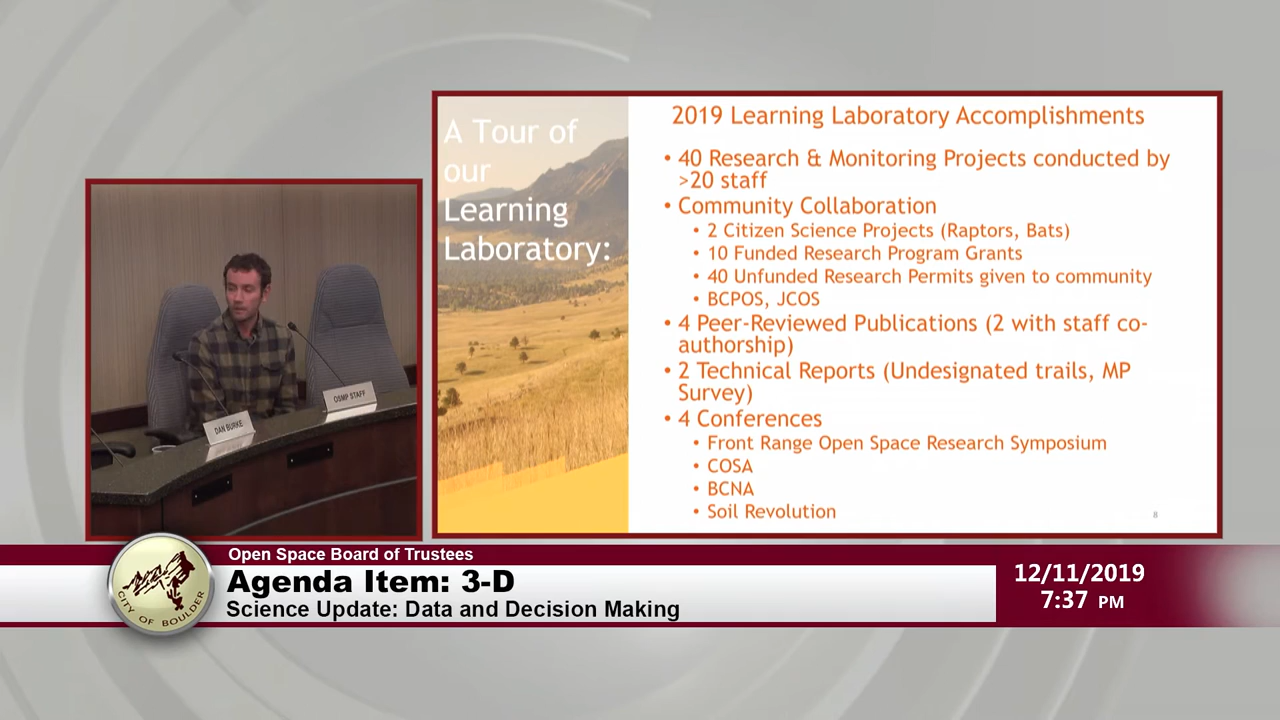 A Tour of
our
Learning
Laboratory:
2019 Learning Laboratory Accomplishments
• 40 Research & Monitoring Projects conducted by
>20 staff
• Community Collaboration
• 2 Citizen Science Projects (Raptors, Bats)
• 10 Funded Research Program Grants
• 40 Unfunded Research Permits given to community
• BCPOS, JCOS
• 4 Peer-Reviewed Publications (2 with staff co-
authorship)
• 2 Technical Reports (Undesignated trails, MP
Survey)
• 4 Conferences
• Front Range Open Space Research Symposium
• COSA
• BCNA
• Soil Revolution
8
DAN BURKE
OSMP STAFF
CITY OF BOULDER
Open Space Board of Trustees
Agenda Item: 3-D
Science Update: Data and Decision Making
12/11/2019
7:37 PM